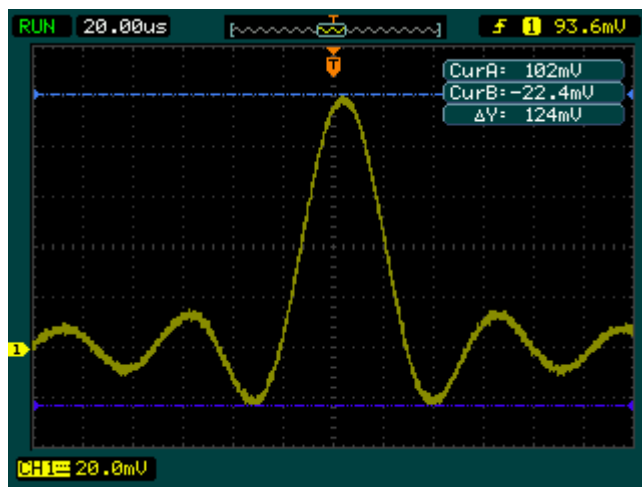 RUN 20.00us T 1 93.6mV
T
CurA: 102mV
CurB:-22.4mV
ΔY: 124mV
1
CH1 20.0mV